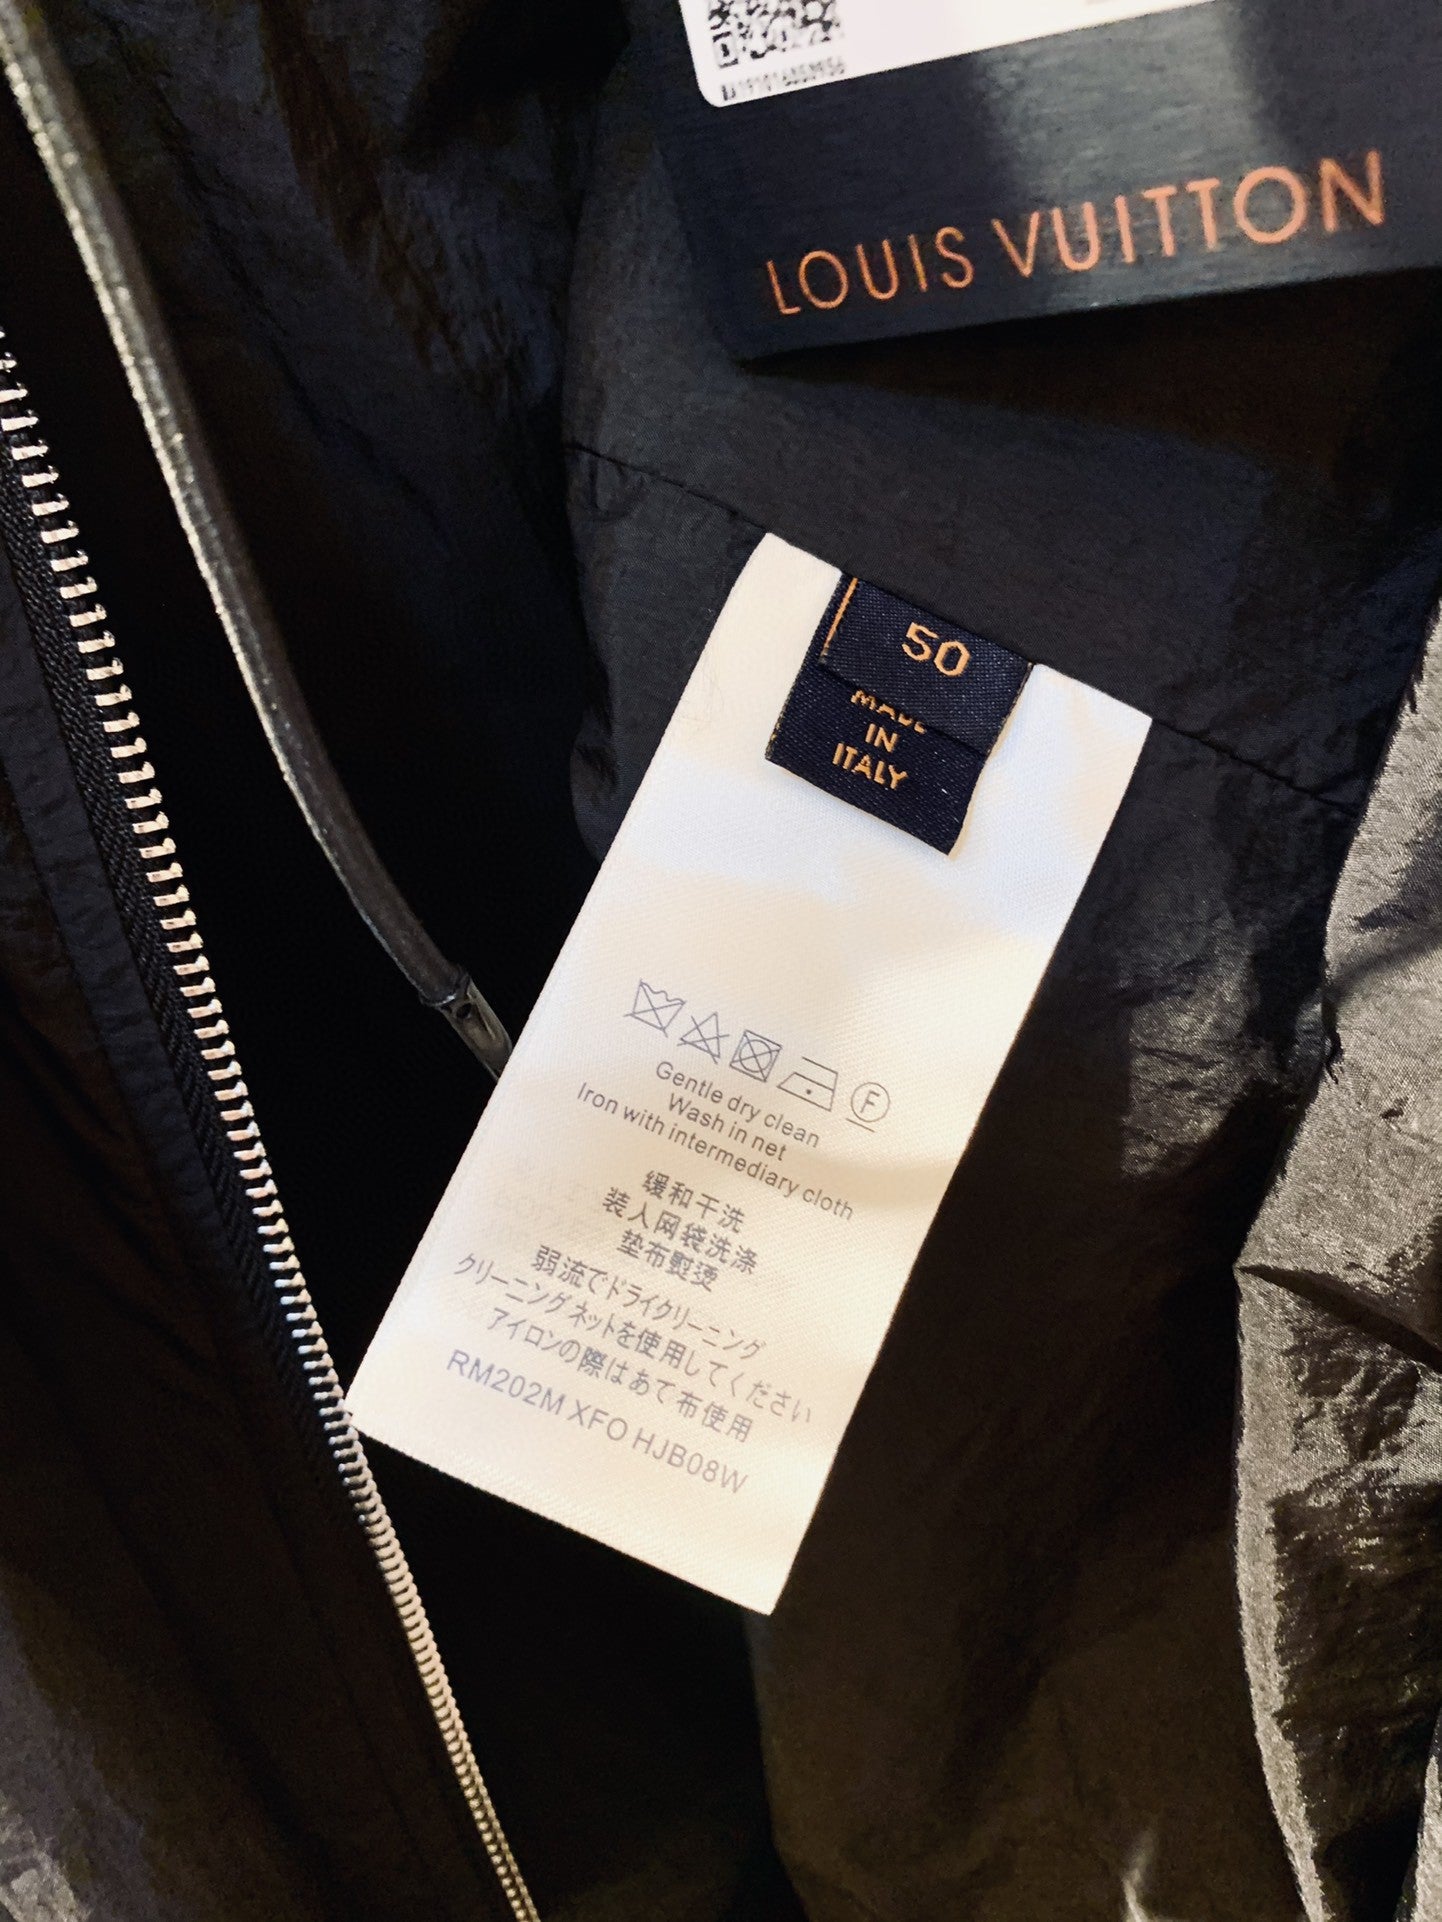 LOUIS VUITTON
50
MADE
IN
ITALY
F
Gentle dry clean
Wash in net
Iron with intermediary cloth
缓和干洗
装入网袋洗涤
垫布熨烫
弱流でドライクリーニング
クリーニングネットを使用してください
アイロンの際はあて布使用
RM202M XFO HJB08W